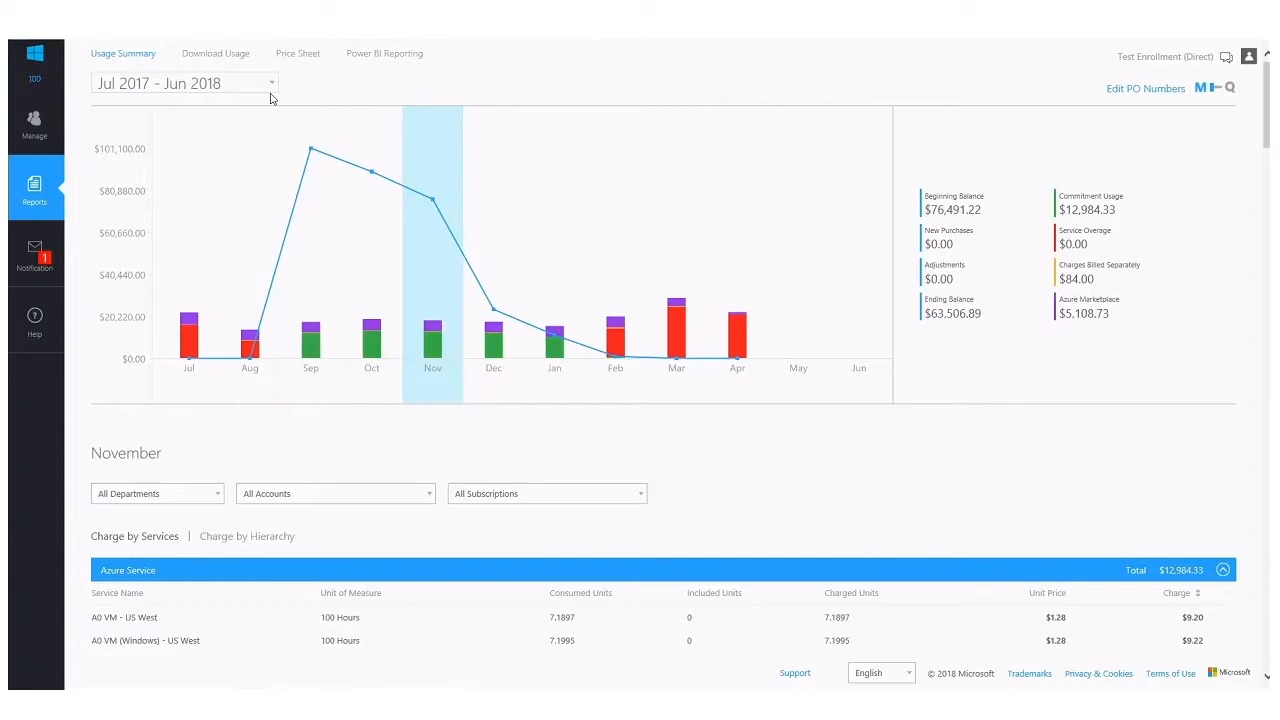 Usage Summary Download Usage Price Sheet Power BI Reporting
Test Enrollment (Direct)
100
Jul 2017 - Jun 2018
Edit PO Numbers M Q
Manage
Reports
1
Notification
Help
$101,100.00
$80,880.00
$60,660.00
$40,440.00
$20,220.00
$0.00
Jul Aug Sep Oct Nov Dec Jan Feb Mar Apr May Jun
Beginning Balance Commitment Usage
$76,491.22 $12,984.33
New Purchases Service Overage
$0.00 $0.00
Adjustments Charges Billed Separately
$0.00 $84.00
Ending Balance Azure Marketplace
$63,506.89 $5,108.73
November
All Departments All Accounts All Subscriptions
Charge by Services | Charge by Hierarchy
Azure Service Total $12,984.33
Service Name Unit of Measure Consumed Units Included Units Charged Units Unit Price Charge
A0 VM - US West 100 Hours 7.1897 0 7.1897 $1.28 $9.20
A0 VM (Windows) - US West 100 Hours 7.1995 0 7.1995 $1.28 $9.22
Support English © 2018 Microsoft Trademarks Privacy & Cookies Terms of Use Microsoft